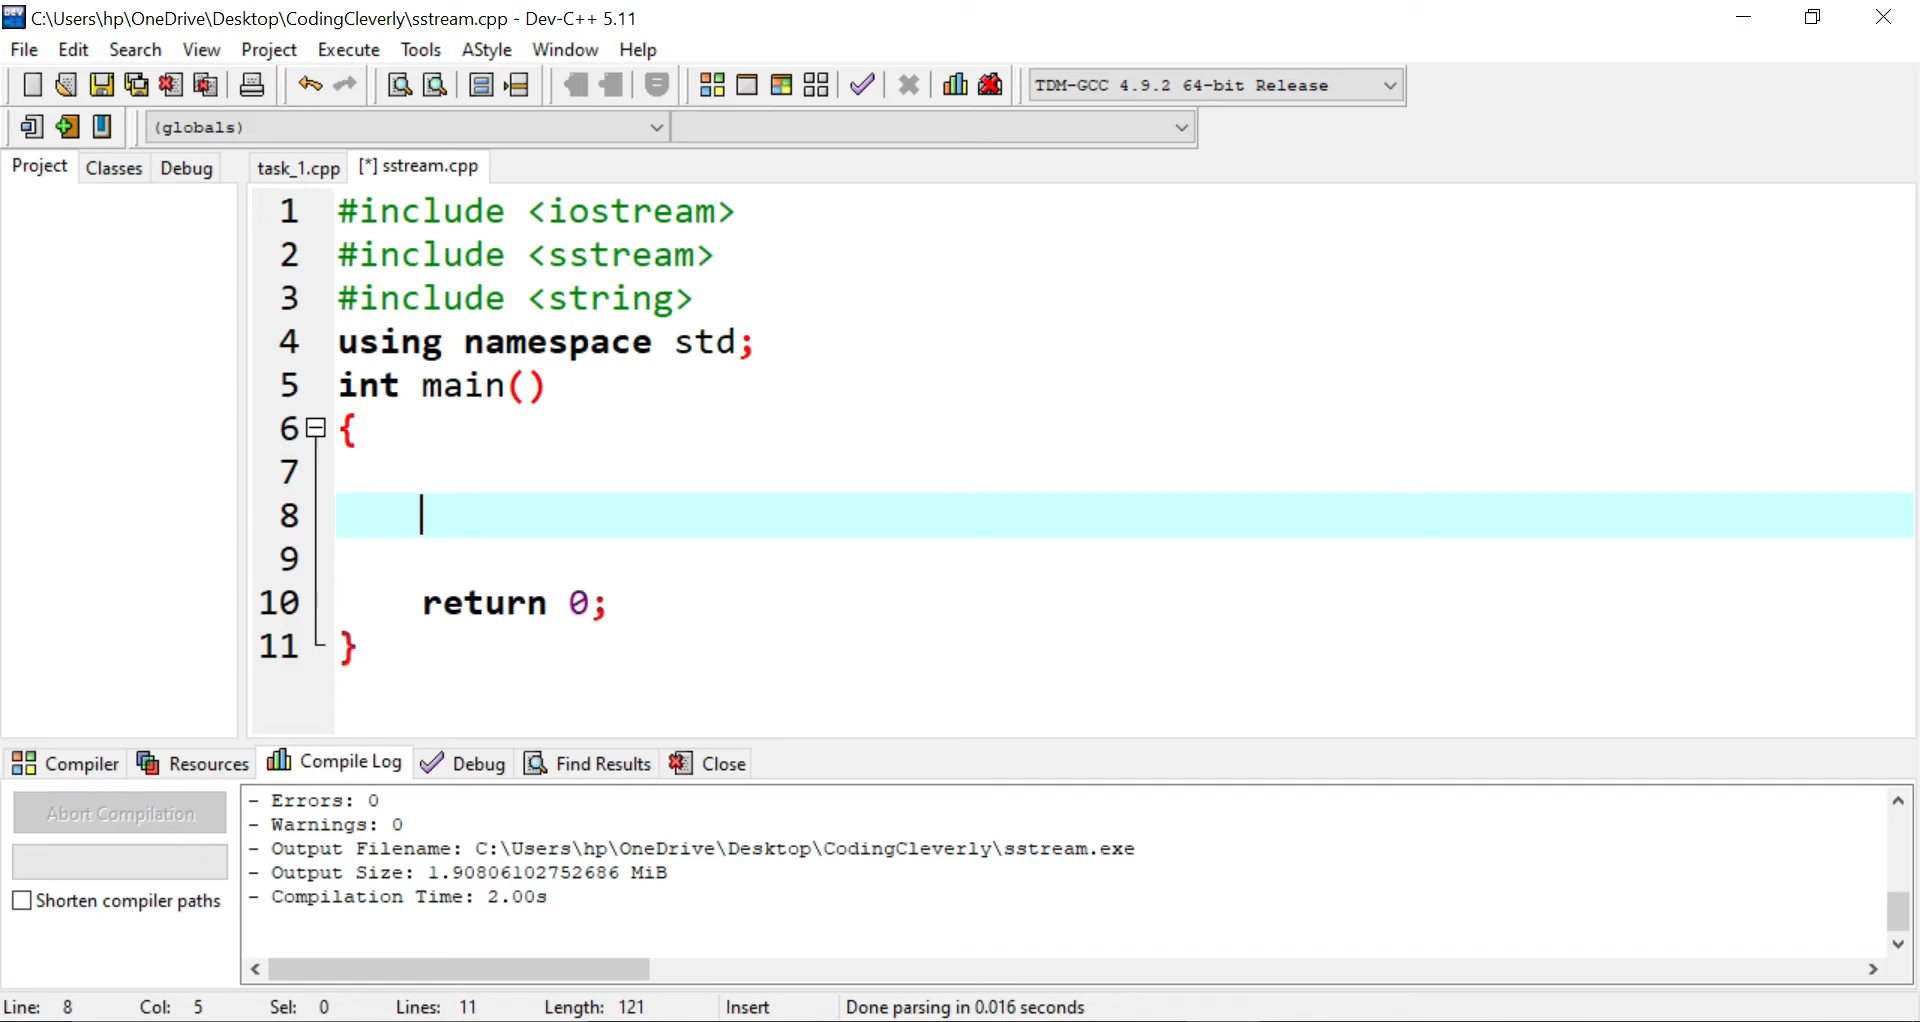 C:\Users\hp\OneDrive\Desktop\CodingCleverly\sstream.cpp - Dev-C++ 5.11
File Edit Search View Project Execute Tools AStyle Window Help
TDM-GCC 4.9.2 64-bit Release
(globals)
Project Classes Debug task_1.cpp [*] sstream.cpp
1 #include <iostream>
2 #include <sstream>
3 #include <string>
4 using namespace std;
5 int main()
6 {
7
8
9
10 return 0;
11 }
Compiler Resources Compile Log Debug Find Results Close
Abort Compilation
Shorten compiler paths
- Errors: 0
- Warnings: 0
- Output Filename: C:\Users\hp\OneDrive\Desktop\CodingCleverly\sstream.exe
- Output Size: 1.90806102752686 MiB
- Compilation Time: 2.00s
Line: 8 Col: 5 Sel: 0 Lines: 11 Length: 121 Insert Done parsing in 0.016 seconds